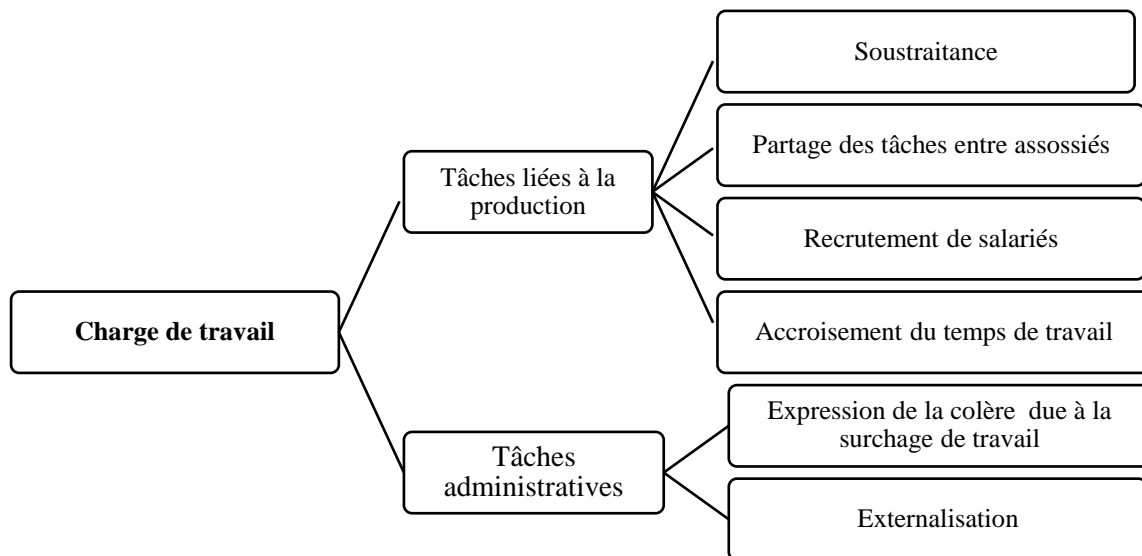 Charge de travail
Tâches liées à la
production
Soustraitance
Partage des tâches entre assossiés
Recrutement de salariés
Accroisement du temps de travail
Tâches
administratives
Expression de la colère due à la
surchage de travail
Externalisation